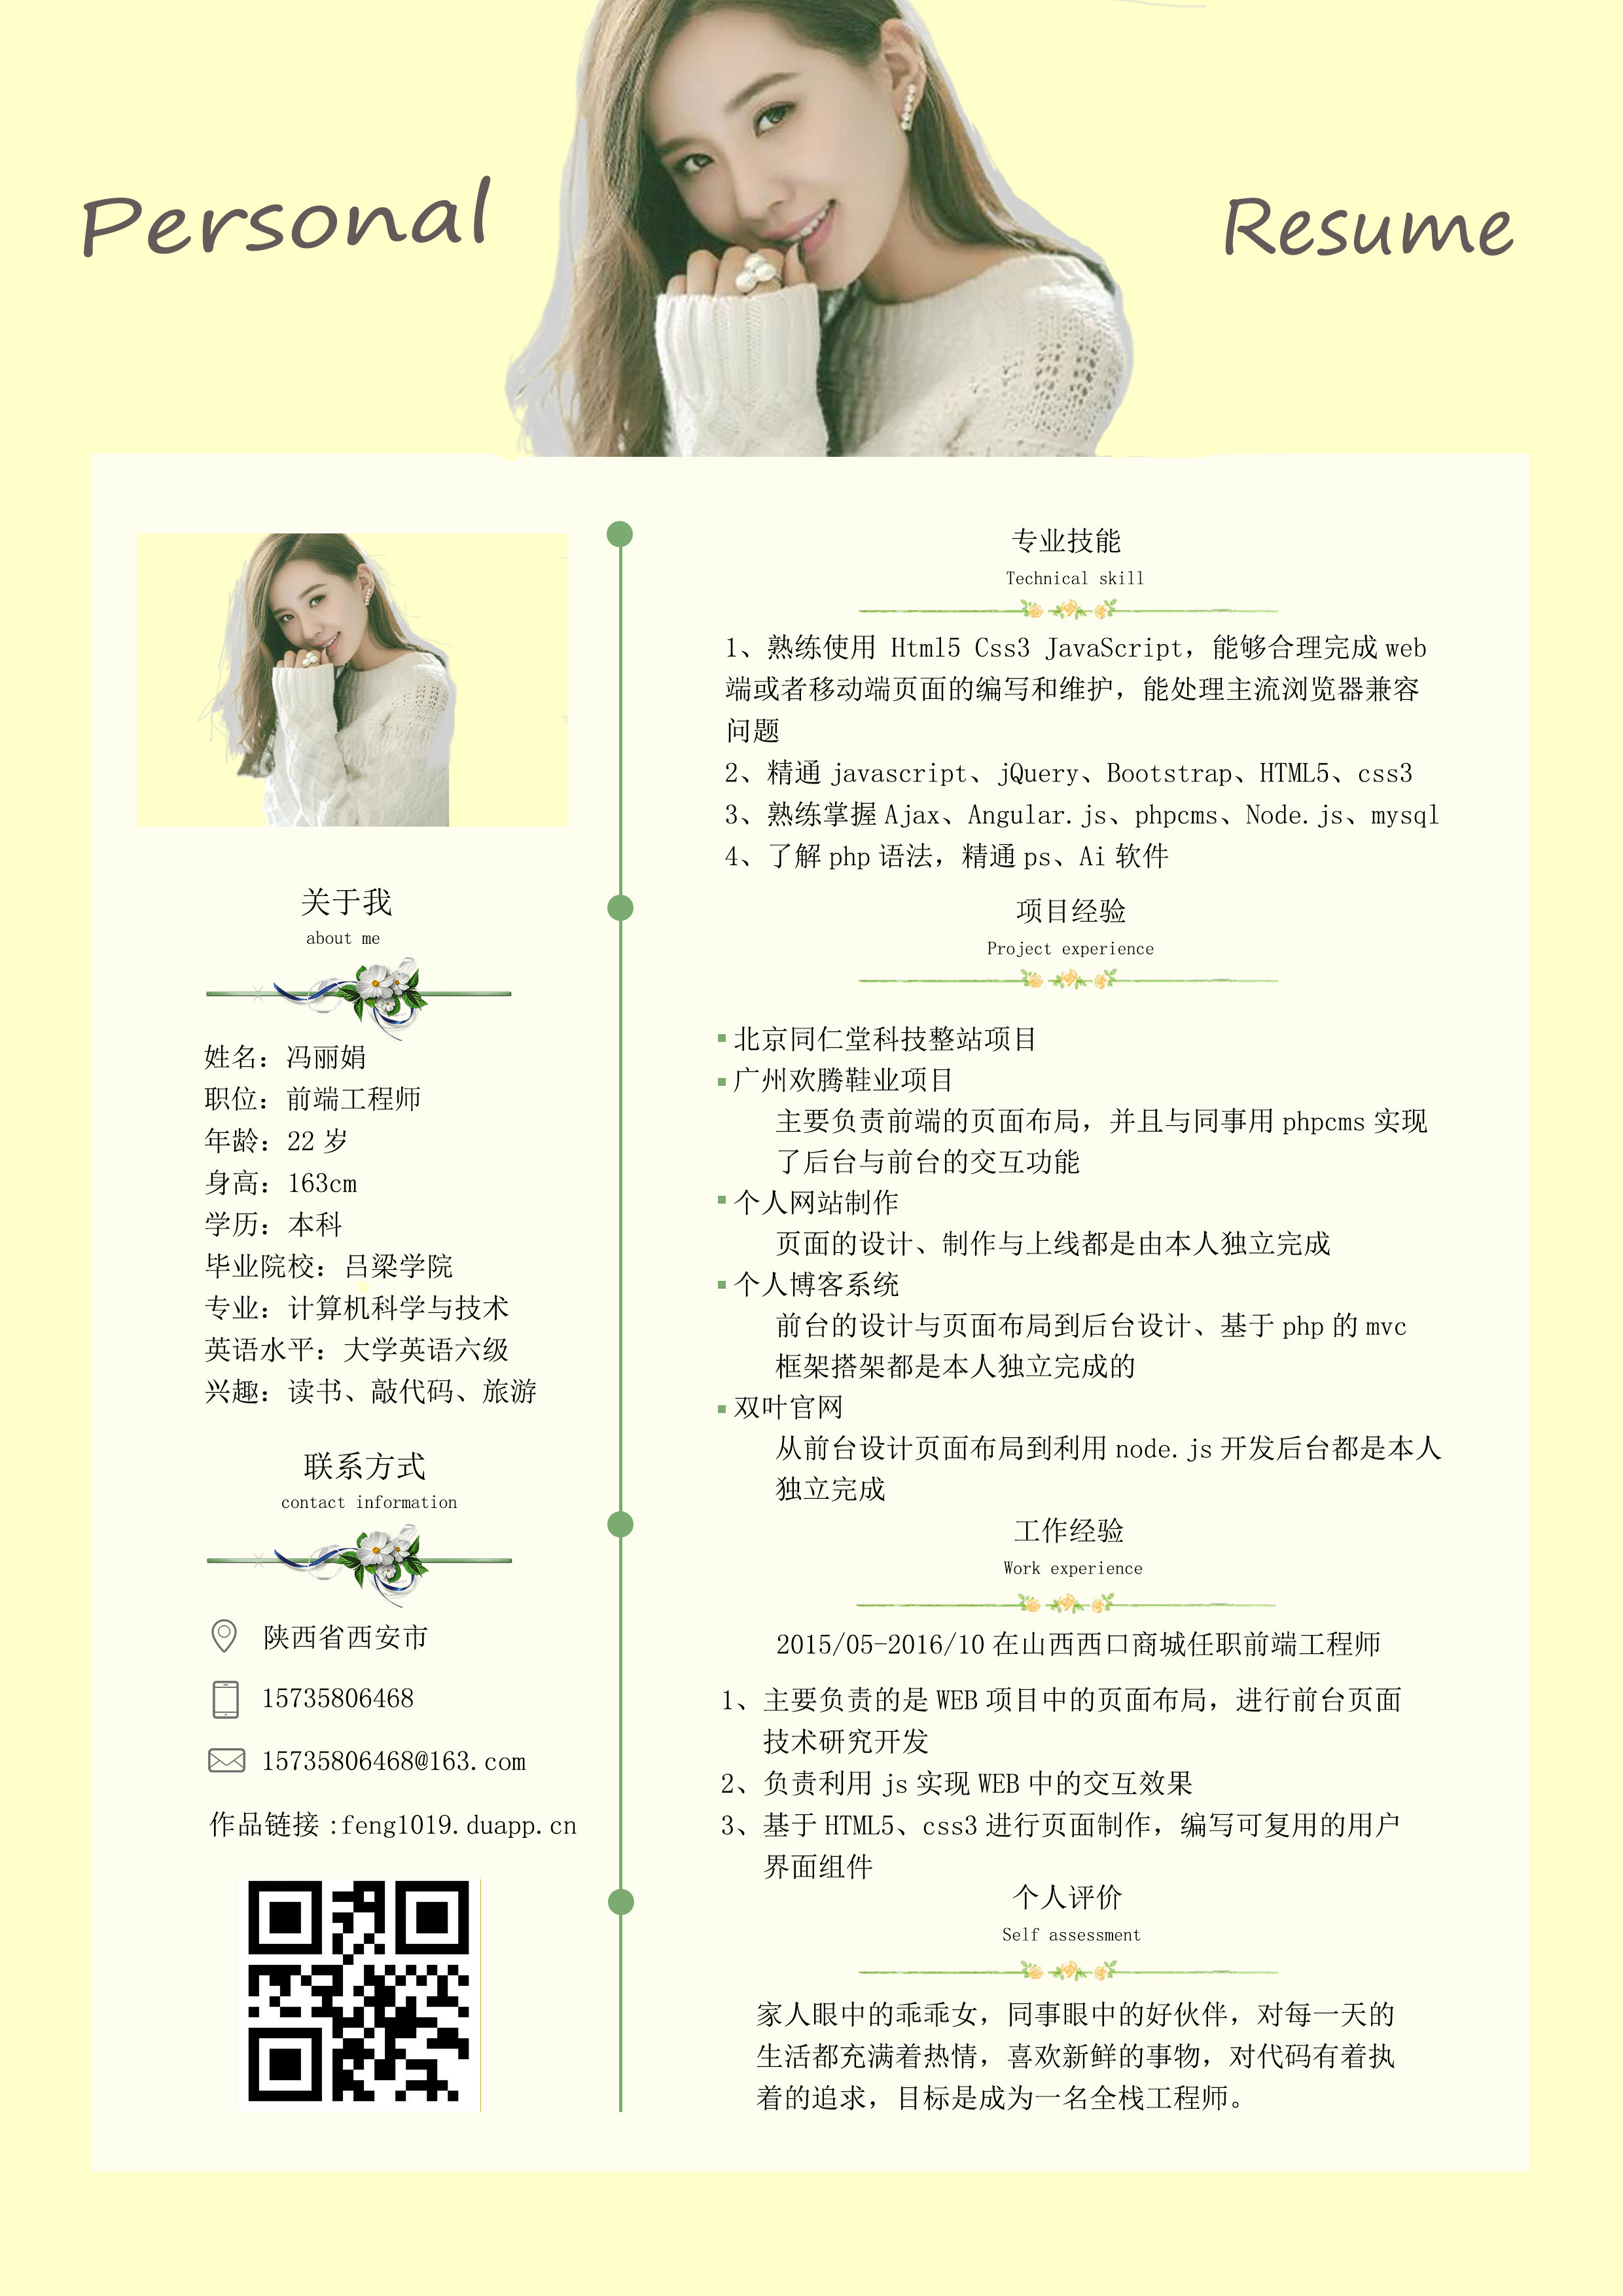 Personal
Resume
关于我
about me
姓名：冯丽娟
职位：前端工程师
年龄：22 岁
身高：163cm
学历：本科
毕业院校：吕梁学院
专业：计算机科学与技术
英语水平：大学英语六级
兴趣：读书、敲代码、旅游
联系方式
contact information
陕西省西安市
15735806468
15735806468@163.com
作品链接 :feng1019.duapp.cn
专业技能
Technical skill
1、熟练使用 Html5 Css3 JavaScript，能够合理完成 web
端或者移动端页面的编写和维护，能处理主流浏览器兼容
问题
2、精通 javascript、jQuery、Bootstrap、HTML5、css3
3、熟练掌握 Ajax、Angular.js、phpcms、Node.js、mysql
4、了解 php 语法，精通 ps、Ai 软件
项目经验
Project experience
北京同仁堂科技整站项目
广州欢腾鞋业项目
主要负责前端的页面布局，并且与同事用 phpcms 实现
了后台与前台的交互功能
个人网站制作
页面的设计、制作与上线都是由本人独立完成
个人博客系统
前台的设计与页面布局到后台设计、基于 php 的 mvc
框架搭架都是本人独立完成的
双叶官网
从前台设计页面布局到利用 node.js 开发后台都是本人
独立完成
工作经验
Work experience
2015/05-2016/10 在山西西口商城任职前端工程师
1、主要负责的是 WEB 项目中的页面布局，进行前台页面
技术研究开发
2、负责利用 js 实现 WEB 中的交互效果
3、基于 HTML5、css3 进行页面制作，编写可复用的用户
界面组件
个人评价
Self assessment
家人眼中的乖乖女，同事眼中的好伙伴，对每一天的
生活都充满着热情，喜欢新鲜的事物，对代码有着执
着的追求，目标是成为一名全栈工程师。